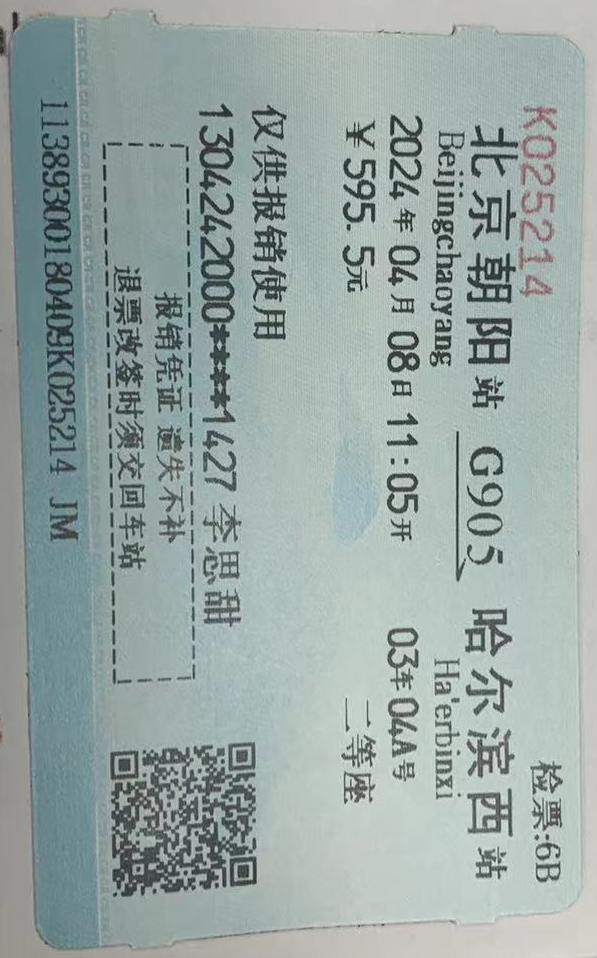 K025214 检票:6B
北京朝阳站 G905 哈尔滨西站
Beijingchaoyang Ha'erbinxi
2024年04月08日11:05开 03车04A号
￥595.5元 二等座
仅供报销使用
1304242000****1427 李思甜
报销凭证 遗失不补
退票改签时须交回车站
11389300180409K025214 JM